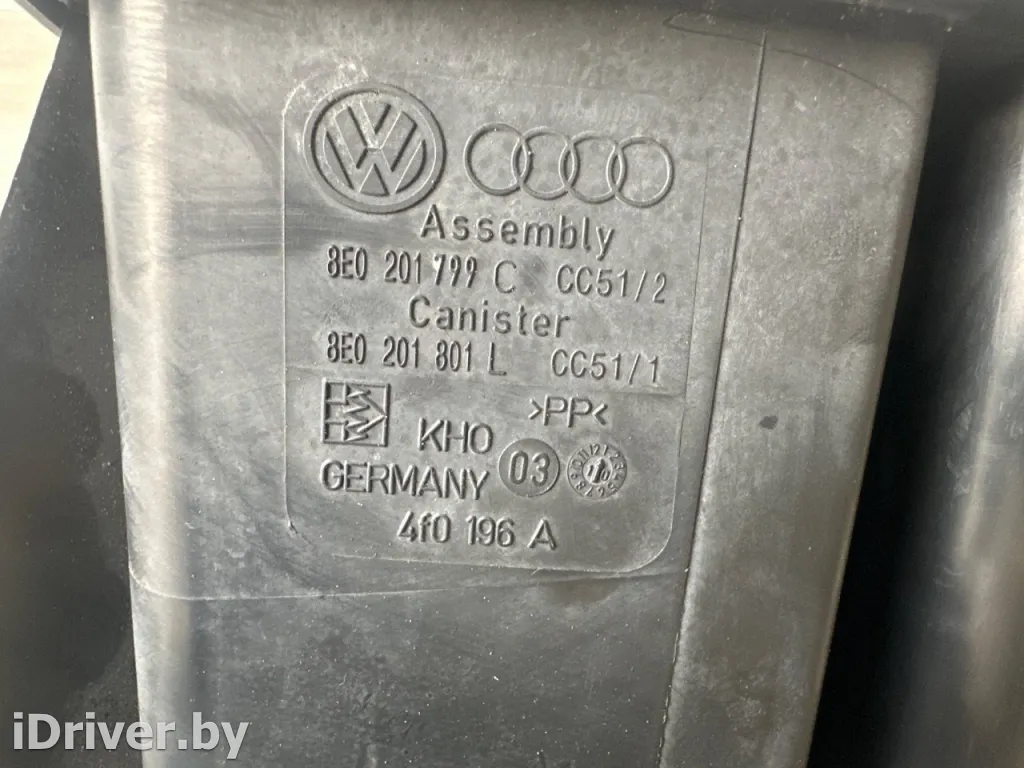 Assembly
8E0 201 799 C CC51/2
Canister
8E0 201 801 L CC51/1
>PP<
KHO
GERMANY 03
4f0 196 A
iDriver.by